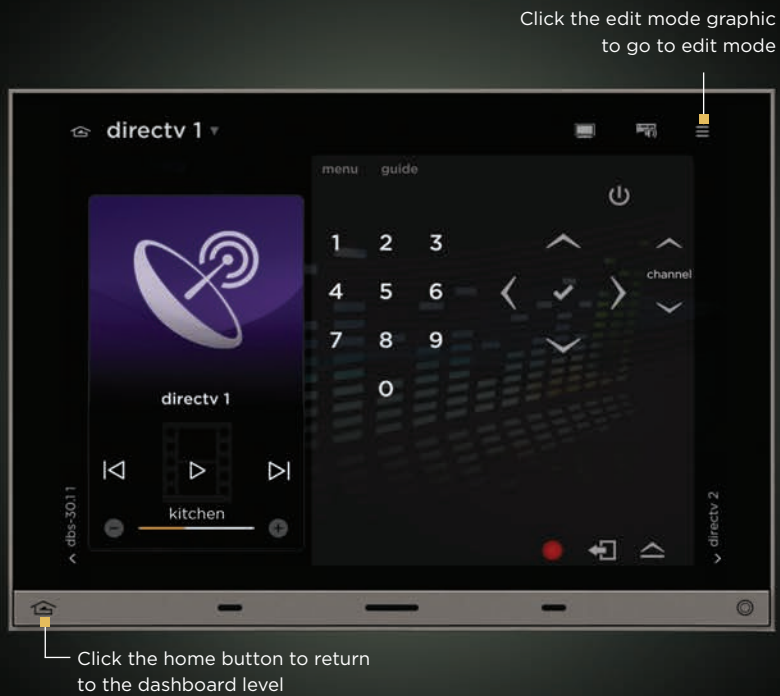 Click the edit mode graphic
to go to edit mode
directv 1
menu guide
1 2 3
channel
4 5 6
7 8 9
0
directv 1
kitchen
dbs-30.1 1
directv 2
Click the home button to return
to the dashboard level